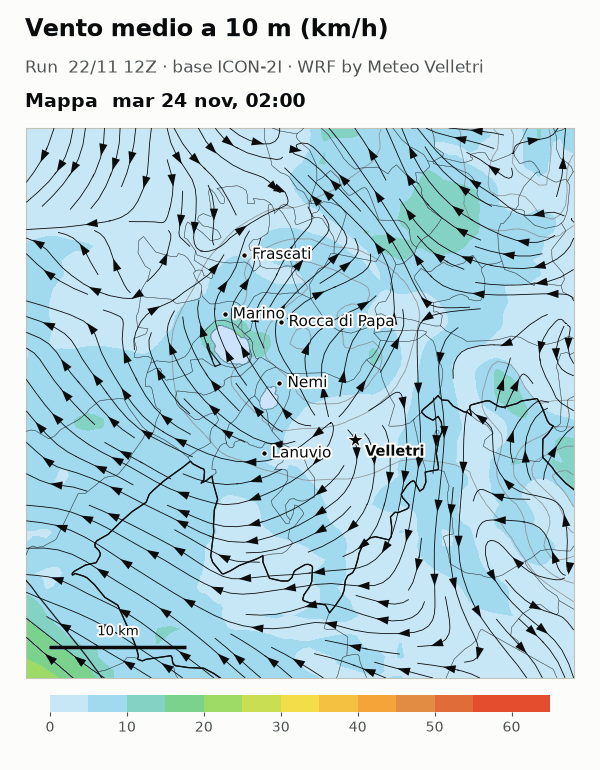 Vento medio a 10 m (km/h)
Run 22/11 12Z · base ICON-2I · WRF by Meteo Velletri
Mappa mar 24 nov, 02:00
Frascati
Marino
Rocca di Papa
Nemi
Velletri
Lanuvio
10 km
0 10 20 30 40 50 60